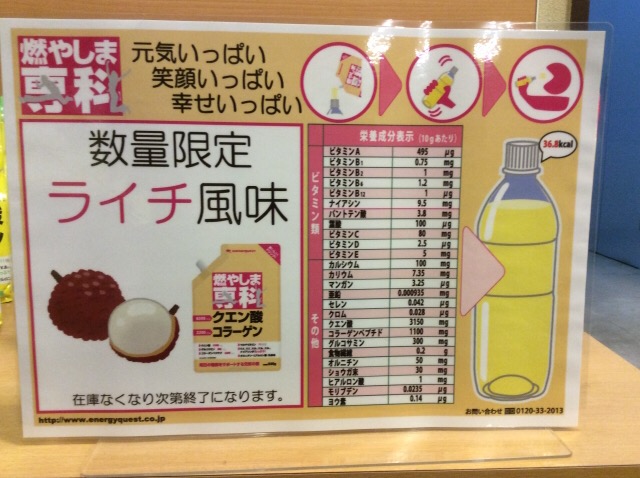 燃やしま
専科
元気いっぱい
笑顔いっぱい
幸せいっぱい
数量限定
ライチ風味
燃やしま
専科
クエン酸
コラーゲン
在庫なくなり次第終了になります。
http://www.energyquest.co.jp
栄養成分表示 (10gあたり)
ビタミン類
ビタミンA 495 μg
ビタミンB1 0.75 mg
ビタミンB2 1 mg
ビタミンB6 1.2 mg
ビタミンB12 1 μg
ナイアシン 9.5 mg
パントテン酸 3.8 mg
葉酸 100 μg
ビタミンC 80 mg
ビタミンD 2.5 μg
ビタミンE 5 mg
その他
カルシウム 100 mg
カリウム 7.35 mg
マンガン 3.25 μg
亜鉛 0.000935 mg
セレン 0.042 μg
クロム 0.028 μg
クエン酸 3150 mg
コラーゲンペプチド 1100 mg
グルコサミン 300 mg
食物繊維 0.2 g
オルニチン 50 mg
ショウガ末 30 mg
ヒアルロン酸 1 mg
モリブデン 0.0235 μg
ヨウ素 0.14 μg
36.8kcal
お問い合わせ 0120-33-2013